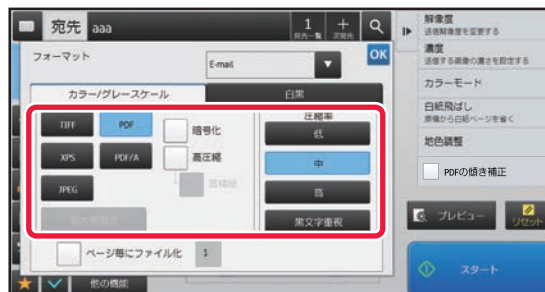 宛先 aaa
1
宛先一覧
次宛先
解像度
送信解像度を変更する
フォーマット
E-mail
OK
濃度
送信する画像の濃さを設定する
カラー/グレースケール
白黒
カラーモード
圧縮率
白紙飛ばし
原稿から白紙ページを省く
TIFF
PDF
暗号化
低
地色調整
XPS
PDF/A
高圧縮
中
PDFの傾き補正
高精細
JPEG
高
黒文字重視
プレビュー
リセット
ページ毎にファイル化
1
他の機能
スタート